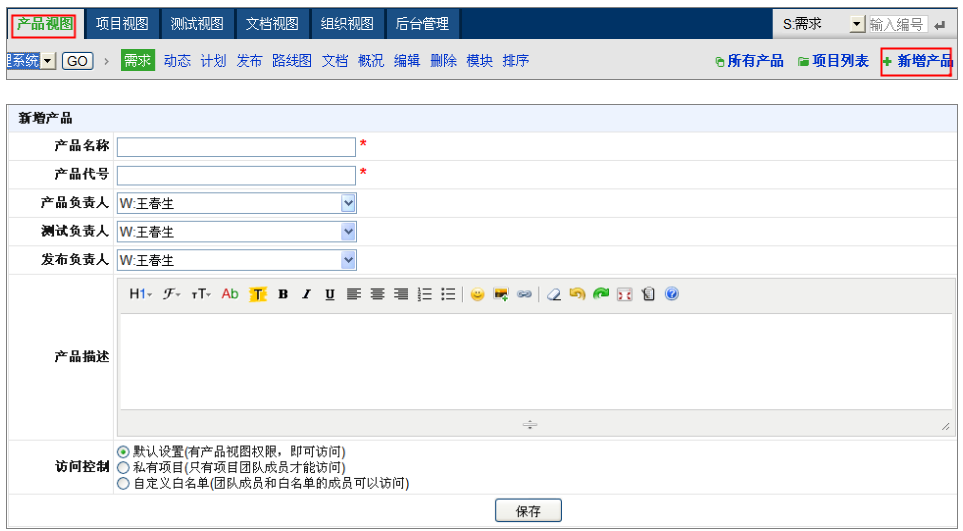 产品视图 项目视图 测试视图 文档视图 组织视图 后台管理 S:需求 输入编号
理系统 GO › 需求 动态 计划 发布 路线图 文档 概况 编辑 删除 模块 排序 所有产品 项目列表 新增产品
新增产品
产品名称 *
产品代号 *
产品负责人 W:王春生
测试负责人 W:王春生
发布负责人 W:王春生
H1 F TT Ab T B I U
产品描述
默认设置(有产品视图权限，即可访问)
访问控制 私有项目(只有项目团队成员才能访问)
自定义白名单(团队成员和白名单的成员可以访问)
保存